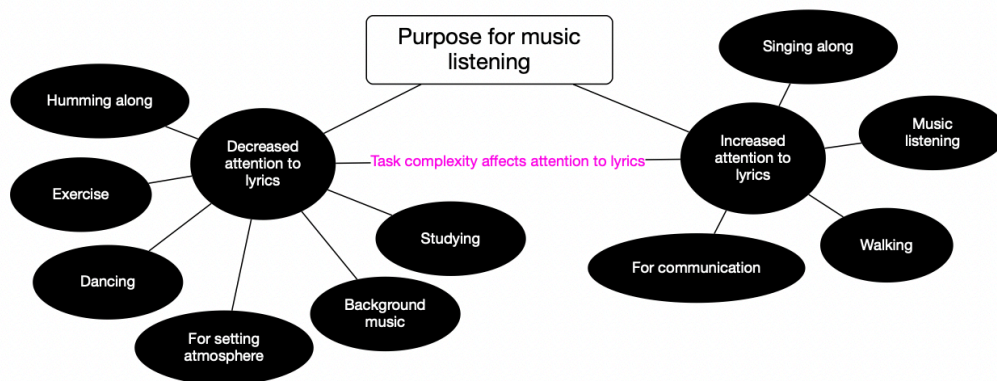 Purpose for music
listening
Singing along
Humming along
Music
listening
Decreased
attention to
lyrics
Task complexity affects attention to lyrics
Increased
attention to
lyrics
Exercise
Studying
Walking
Dancing
For communication
Background
music
For setting
atmosphere